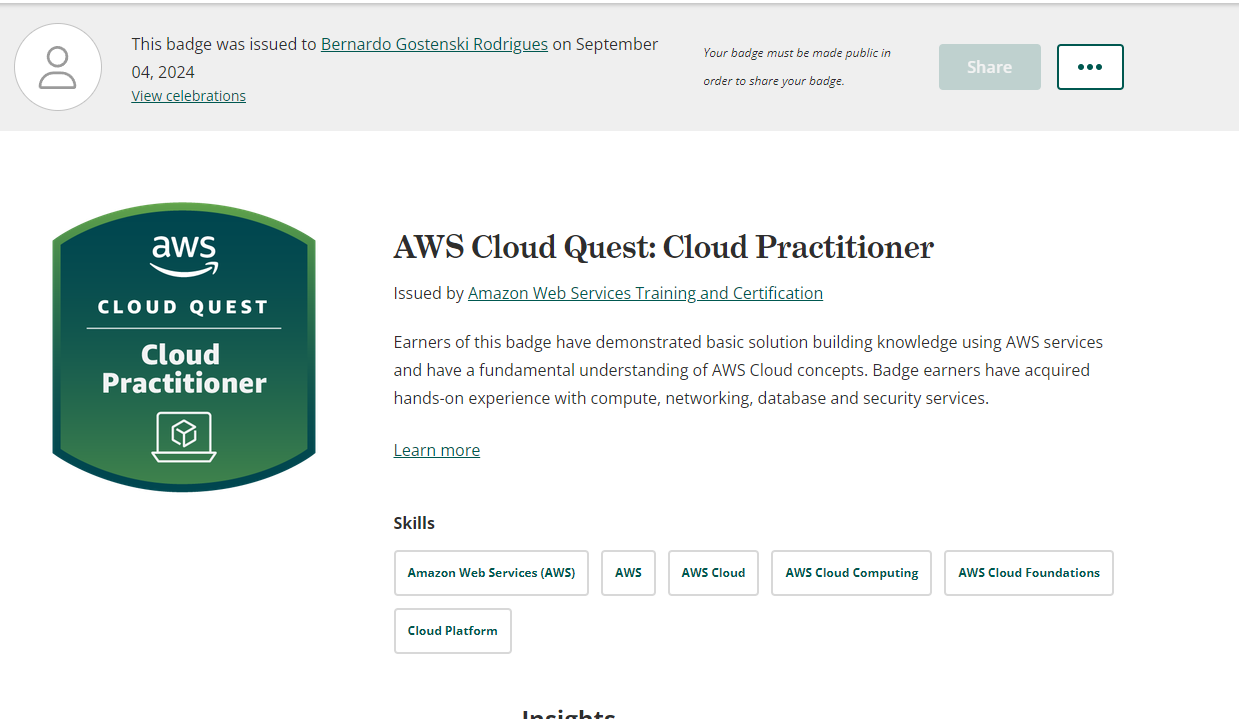 This badge was issued to Bernardo Gostenski Rodrigues on September
04, 2024
View celebrations
Your badge must be made public in
order to share your badge.
Share
aws
CLOUD QUEST
Cloud
Practitioner
AWS Cloud Quest: Cloud Practitioner
Issued by Amazon Web Services Training and Certification
Earners of this badge have demonstrated basic solution building knowledge using AWS services
and have a fundamental understanding of AWS Cloud concepts. Badge earners have acquired
hands-on experience with compute, networking, database and security services.
Learn more
Skills
Amazon Web Services (AWS)
AWS
AWS Cloud
AWS Cloud Computing
AWS Cloud Foundations
Cloud Platform
Insights